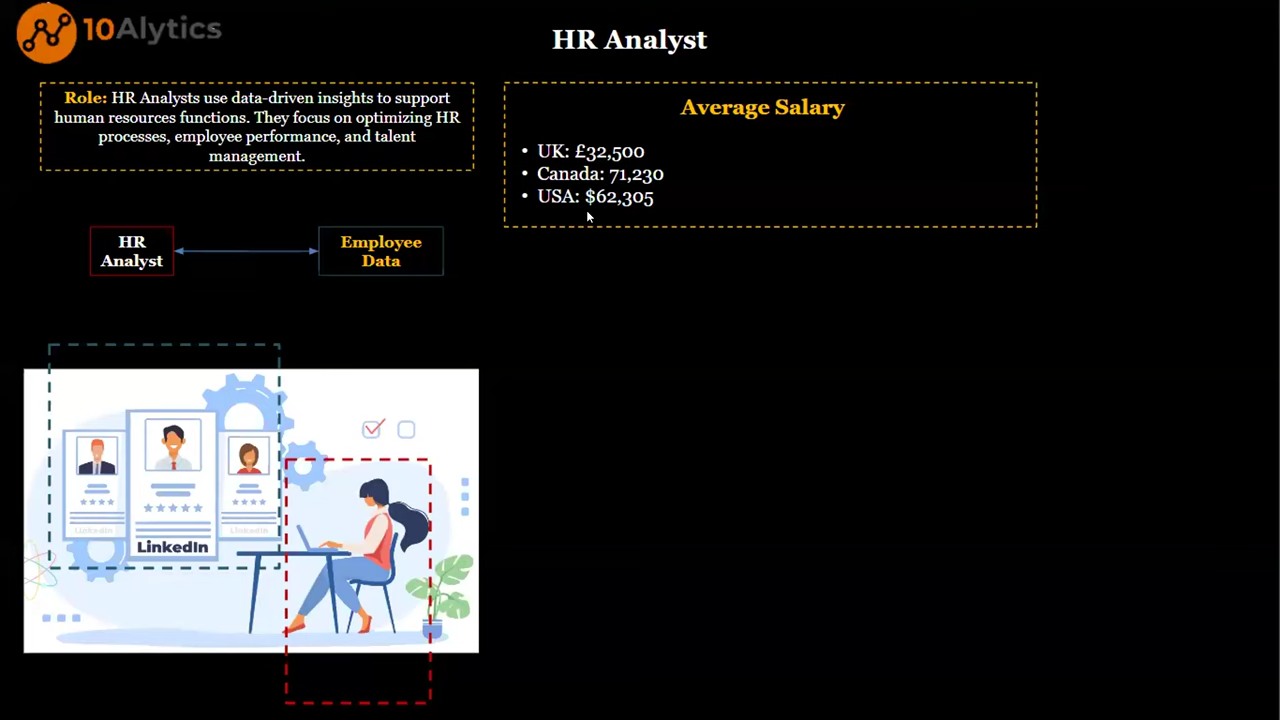 10Alytics
HR Analyst
Role: HR Analysts use data-driven insights to support
human resources functions. They focus on optimizing HR
processes, employee performance, and talent
management.
Average Salary
• UK: £32,500
• Canada: 71,230
• USA: $62,305
HR
Analyst
Employee
Data
LinkedIn
LinkedIn
LinkedIn